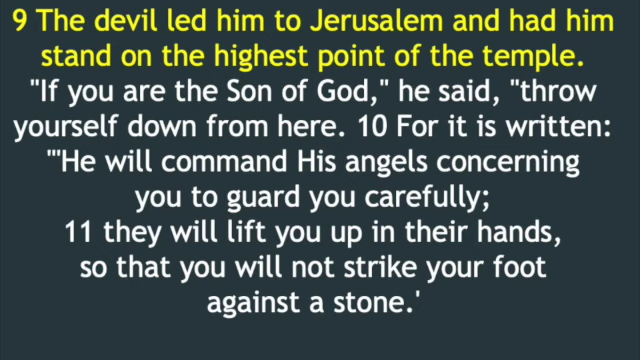 9 The devil led him to Jerusalem and had him
stand on the highest point of the temple.
"If you are the Son of God," he said, "throw
yourself down from here. 10 For it is written:
"'He will command His angels concerning
you to guard you carefully;
11 they will lift you up in their hands,
so that you will not strike your foot
against a stone.'